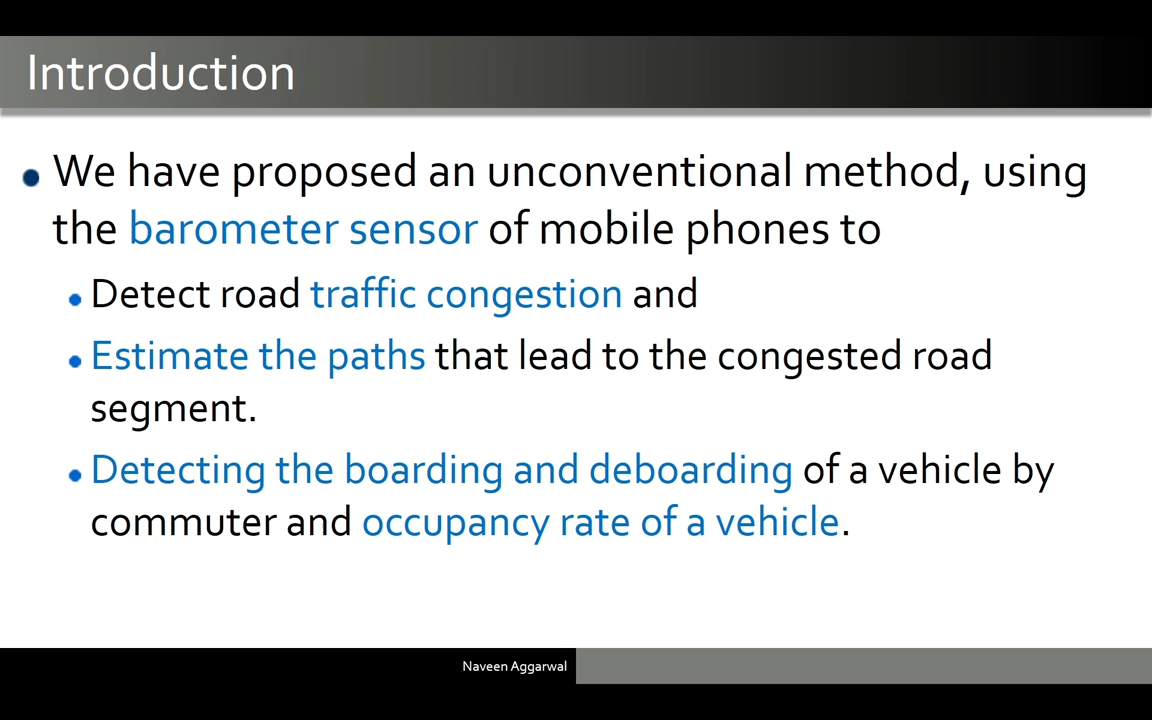 Introduction
We have proposed an unconventional method, using
the barometer sensor of mobile phones to
Detect road traffic congestion and
Estimate the paths that lead to the congested road
segment.
Detecting the boarding and deboarding of a vehicle by
commuter and occupancy rate of a vehicle.
Naveen Aggarwal